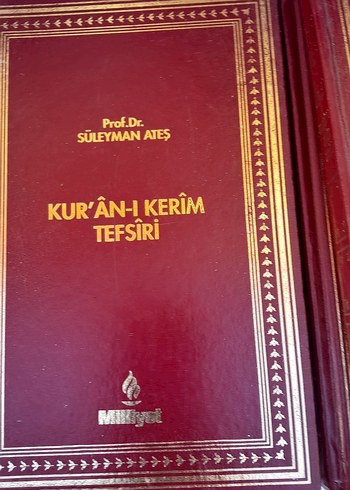 Prof.Dr.
SÜLEYMAN ATEŞ
KUR'ÂN-I KERÎM
TEFSÎRİ
Milliyet